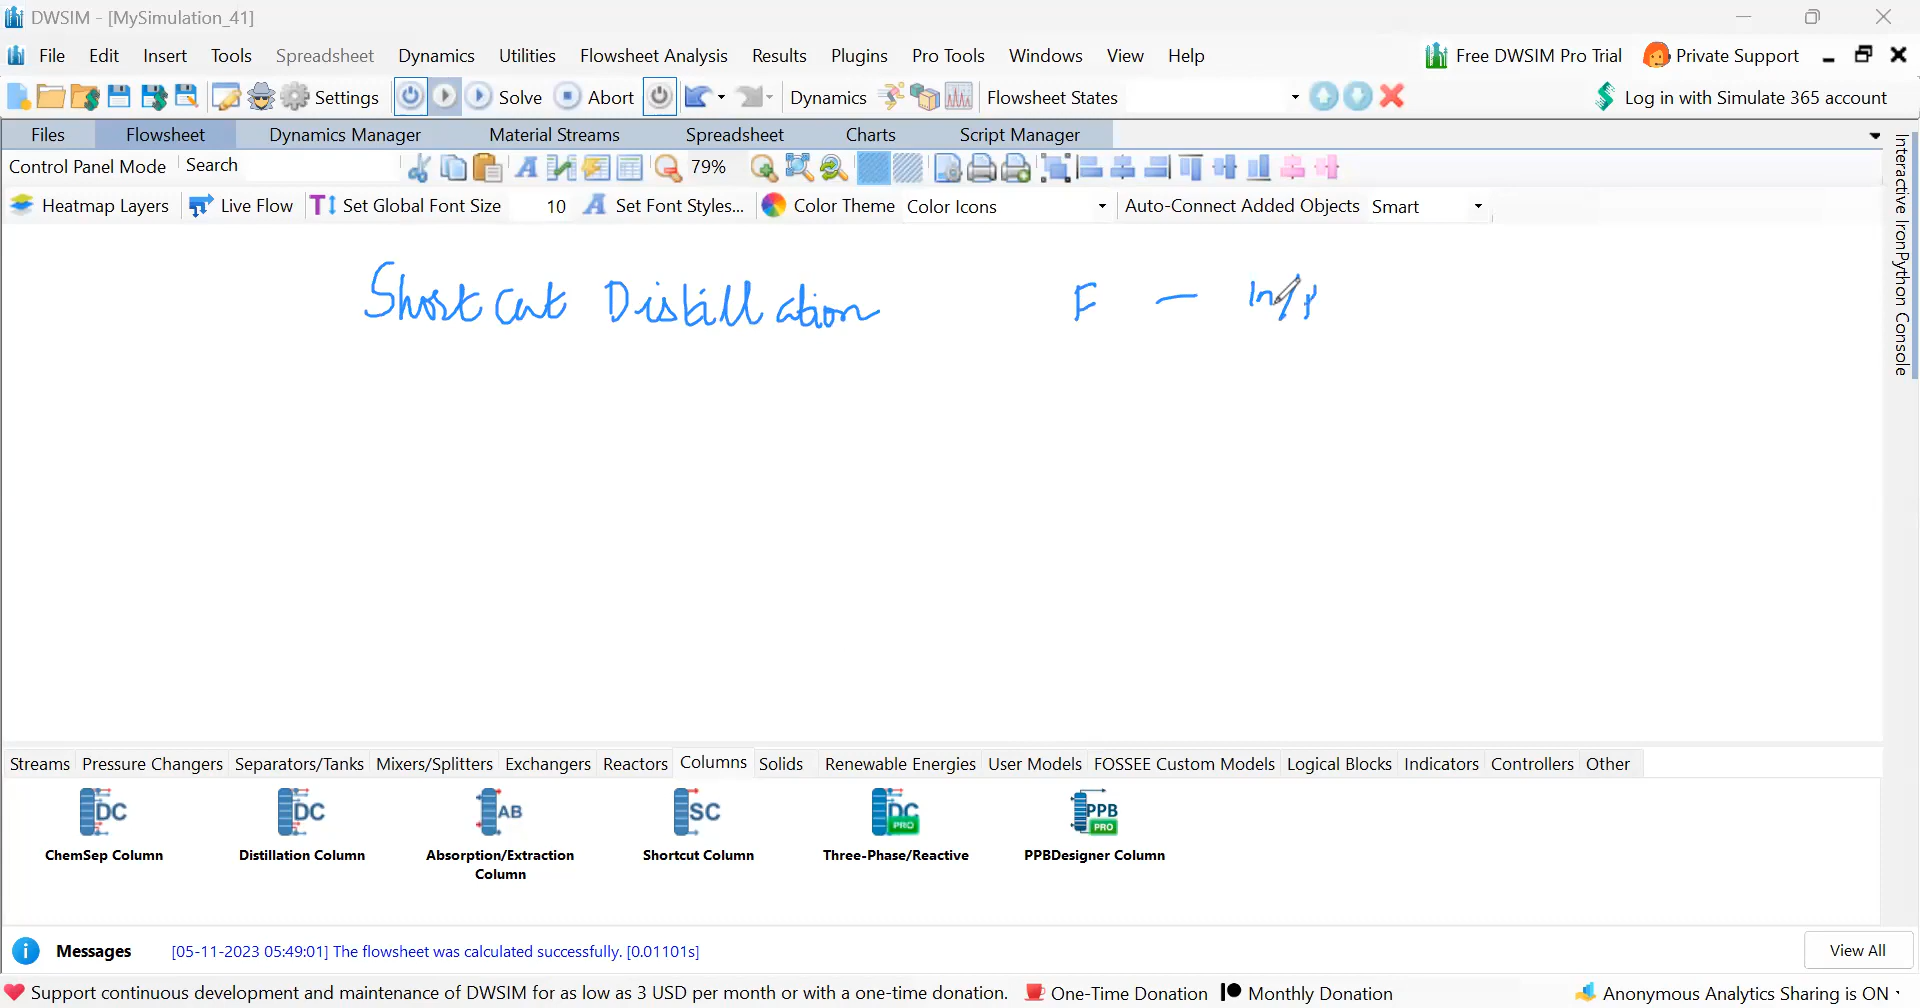 DWSIM - [MySimulation_41]
File Edit Insert Tools Spreadsheet Dynamics Utilities Flowsheet Analysis Results Plugins Pro Tools Windows View Help Free DWSIM Pro Trial Private Support
Settings Solve Abort Dynamics Flowsheet States Log in with Simulate 365 account
Files Flowsheet Dynamics Manager Material Streams Spreadsheet Charts Script Manager
Control Panel Mode Search 79%
Heatmap Layers Live Flow Set Global Font Size 10 Set Font Styles... Color Theme Color Icons Auto-Connect Added Objects Smart
Interactive IronPython Console
Shortcut Distillation F —
Streams Pressure Changers Separators/Tanks Mixers/Splitters Exchangers Reactors Columns Solids Renewable Energies User Models FOSSEE Custom Models Logical Blocks Indicators Controllers Other
DC DC AB SC DC PRO PPB PRO
ChemSep Column Distillation Column Absorption/Extraction Column Shortcut Column Three-Phase/Reactive PPBDesigner Column
Messages [05-11-2023 05:49:01] The flowsheet was calculated successfully. [0.01101s] View All
Support continuous development and maintenance of DWSIM for as low as 3 USD per month or with a one-time donation. One-Time Donation Monthly Donation Anonymous Analytics Sharing is ON